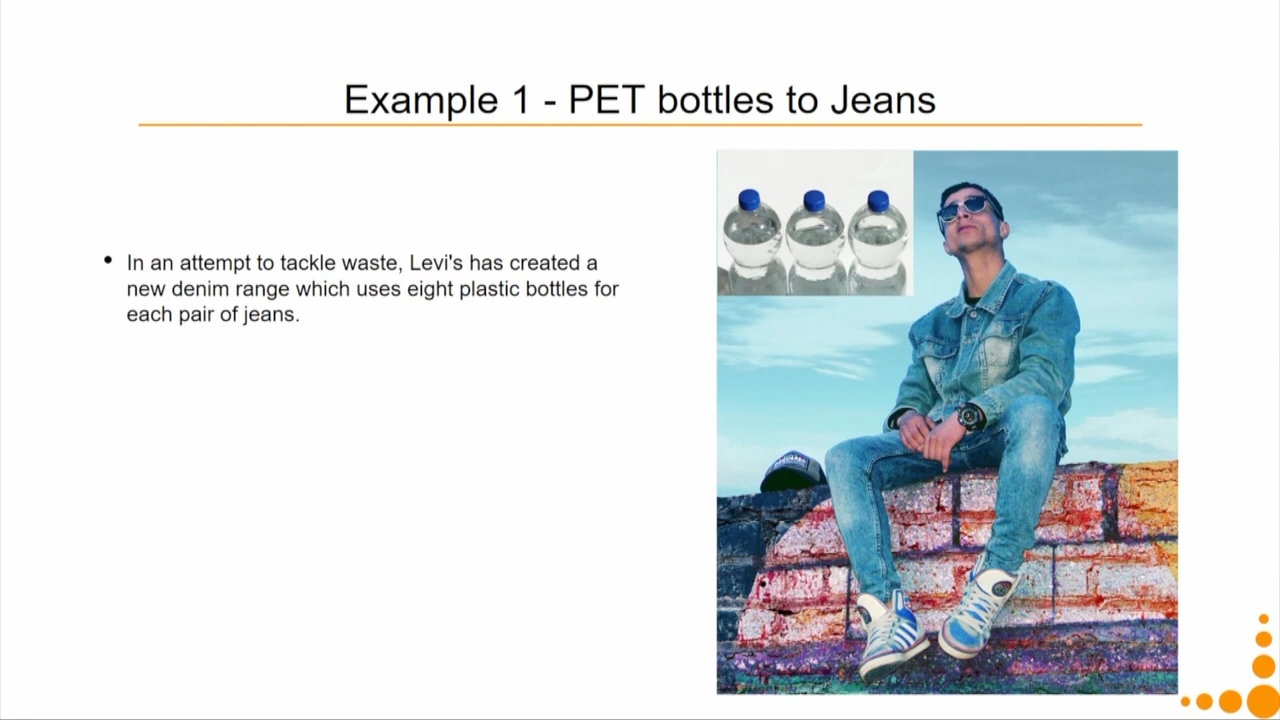 Example 1 - PET bottles to Jeans
• In an attempt to tackle waste, Levi's has created a
new denim range which uses eight plastic bottles for
each pair of jeans.